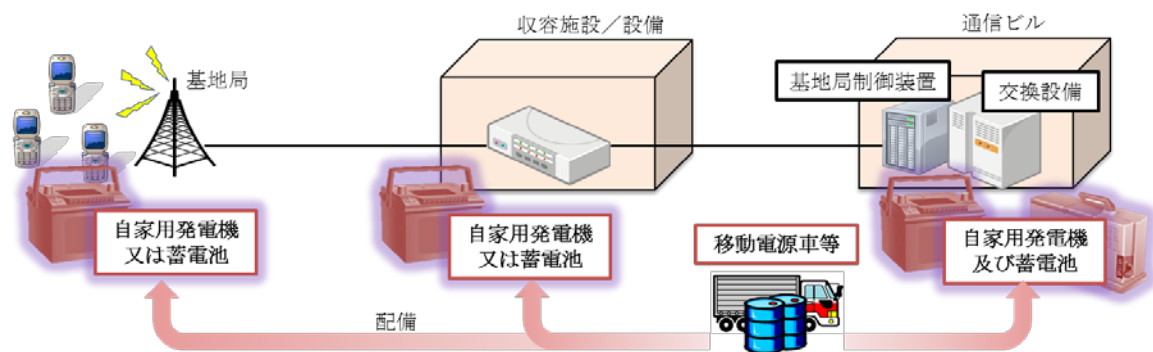 収容施設／設備
通信ビル
基地局
基地局制御装置
交換設備
自家用発電機
又は蓄電池
自家用発電機
又は蓄電池
移動電源車等
自家用発電機
及び蓄電池
配備